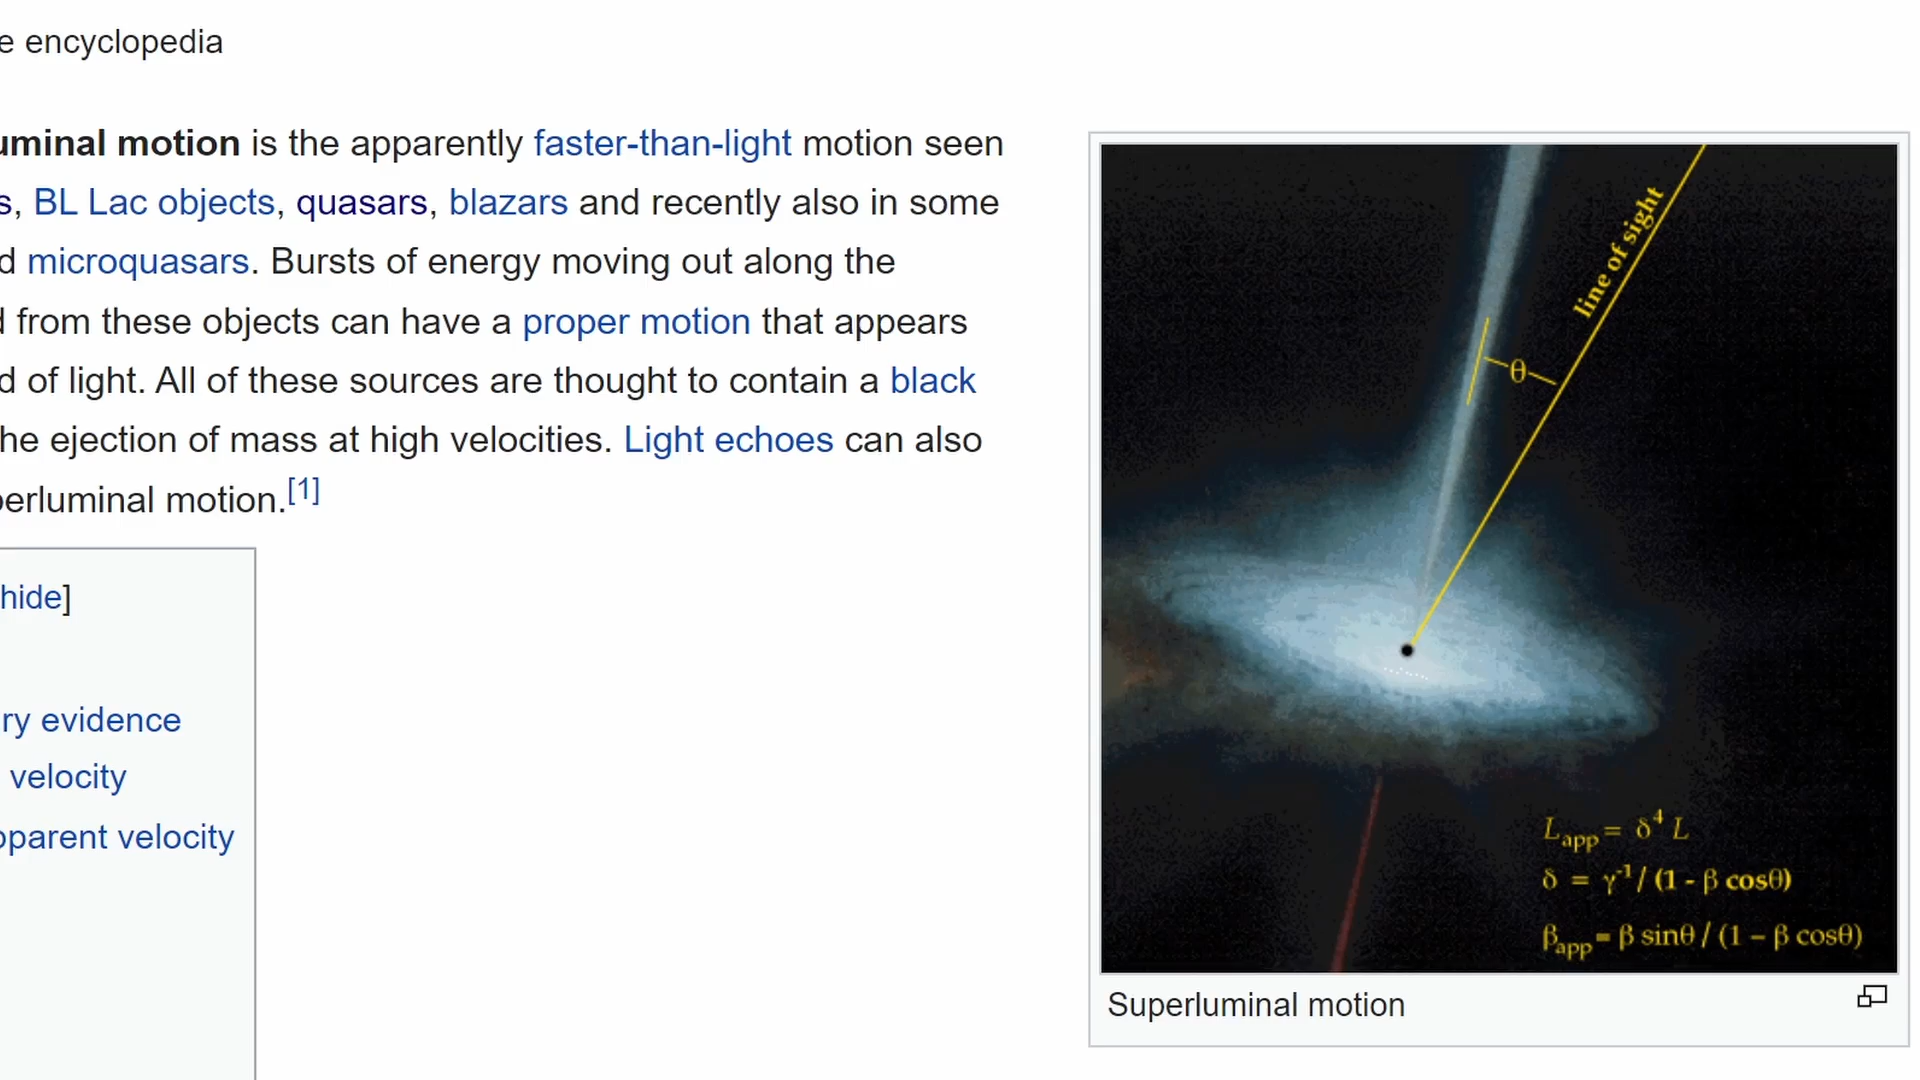 e encyclopedia
uminal motion is the apparently faster-than-light motion seen
s, BL Lac objects, quasars, blazars and recently also in some
d microquasars. Bursts of energy moving out along the
d from these objects can have a proper motion that appears
d of light. All of these sources are thought to contain a black
he ejection of mass at high velocities. Light echoes can also
perluminal motion.[1]
hide]
ry evidence
velocity
pparent velocity
line of sight
θ
L_app = δ⁴ L
δ = γ⁻¹ / (1 - β cosθ)
β_app = β sinθ / (1 – β cosθ)
Superluminal motion